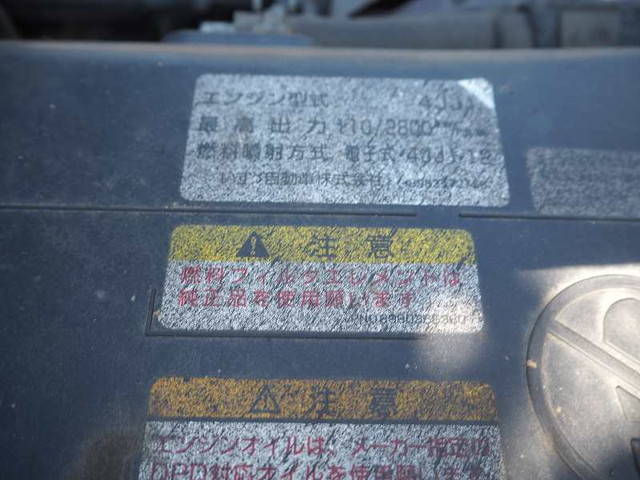 エンジン型式 4JJ1
最高出力 110/2800
燃料噴射方式 電子式
いすゞ自動車株式会社
⚠ 注意
燃料フィルタエレメントは
純正品を使用願います
⚠ 注意
エンジンオイルは、メーカー指定の
DPD対応オイルを使用願います